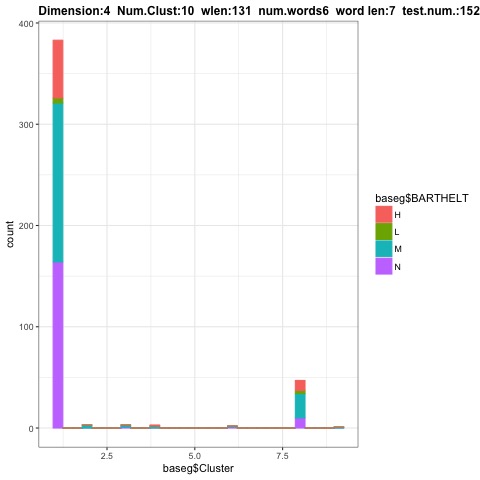 Dimension:4  Num.Clust:10  wlen:131  num.words6  word len:7  test.num.:152
400
300
200
100
0
count
2.5
5.0
7.5
baseg$Cluster
baseg$BARTHELT
H
L
M
N